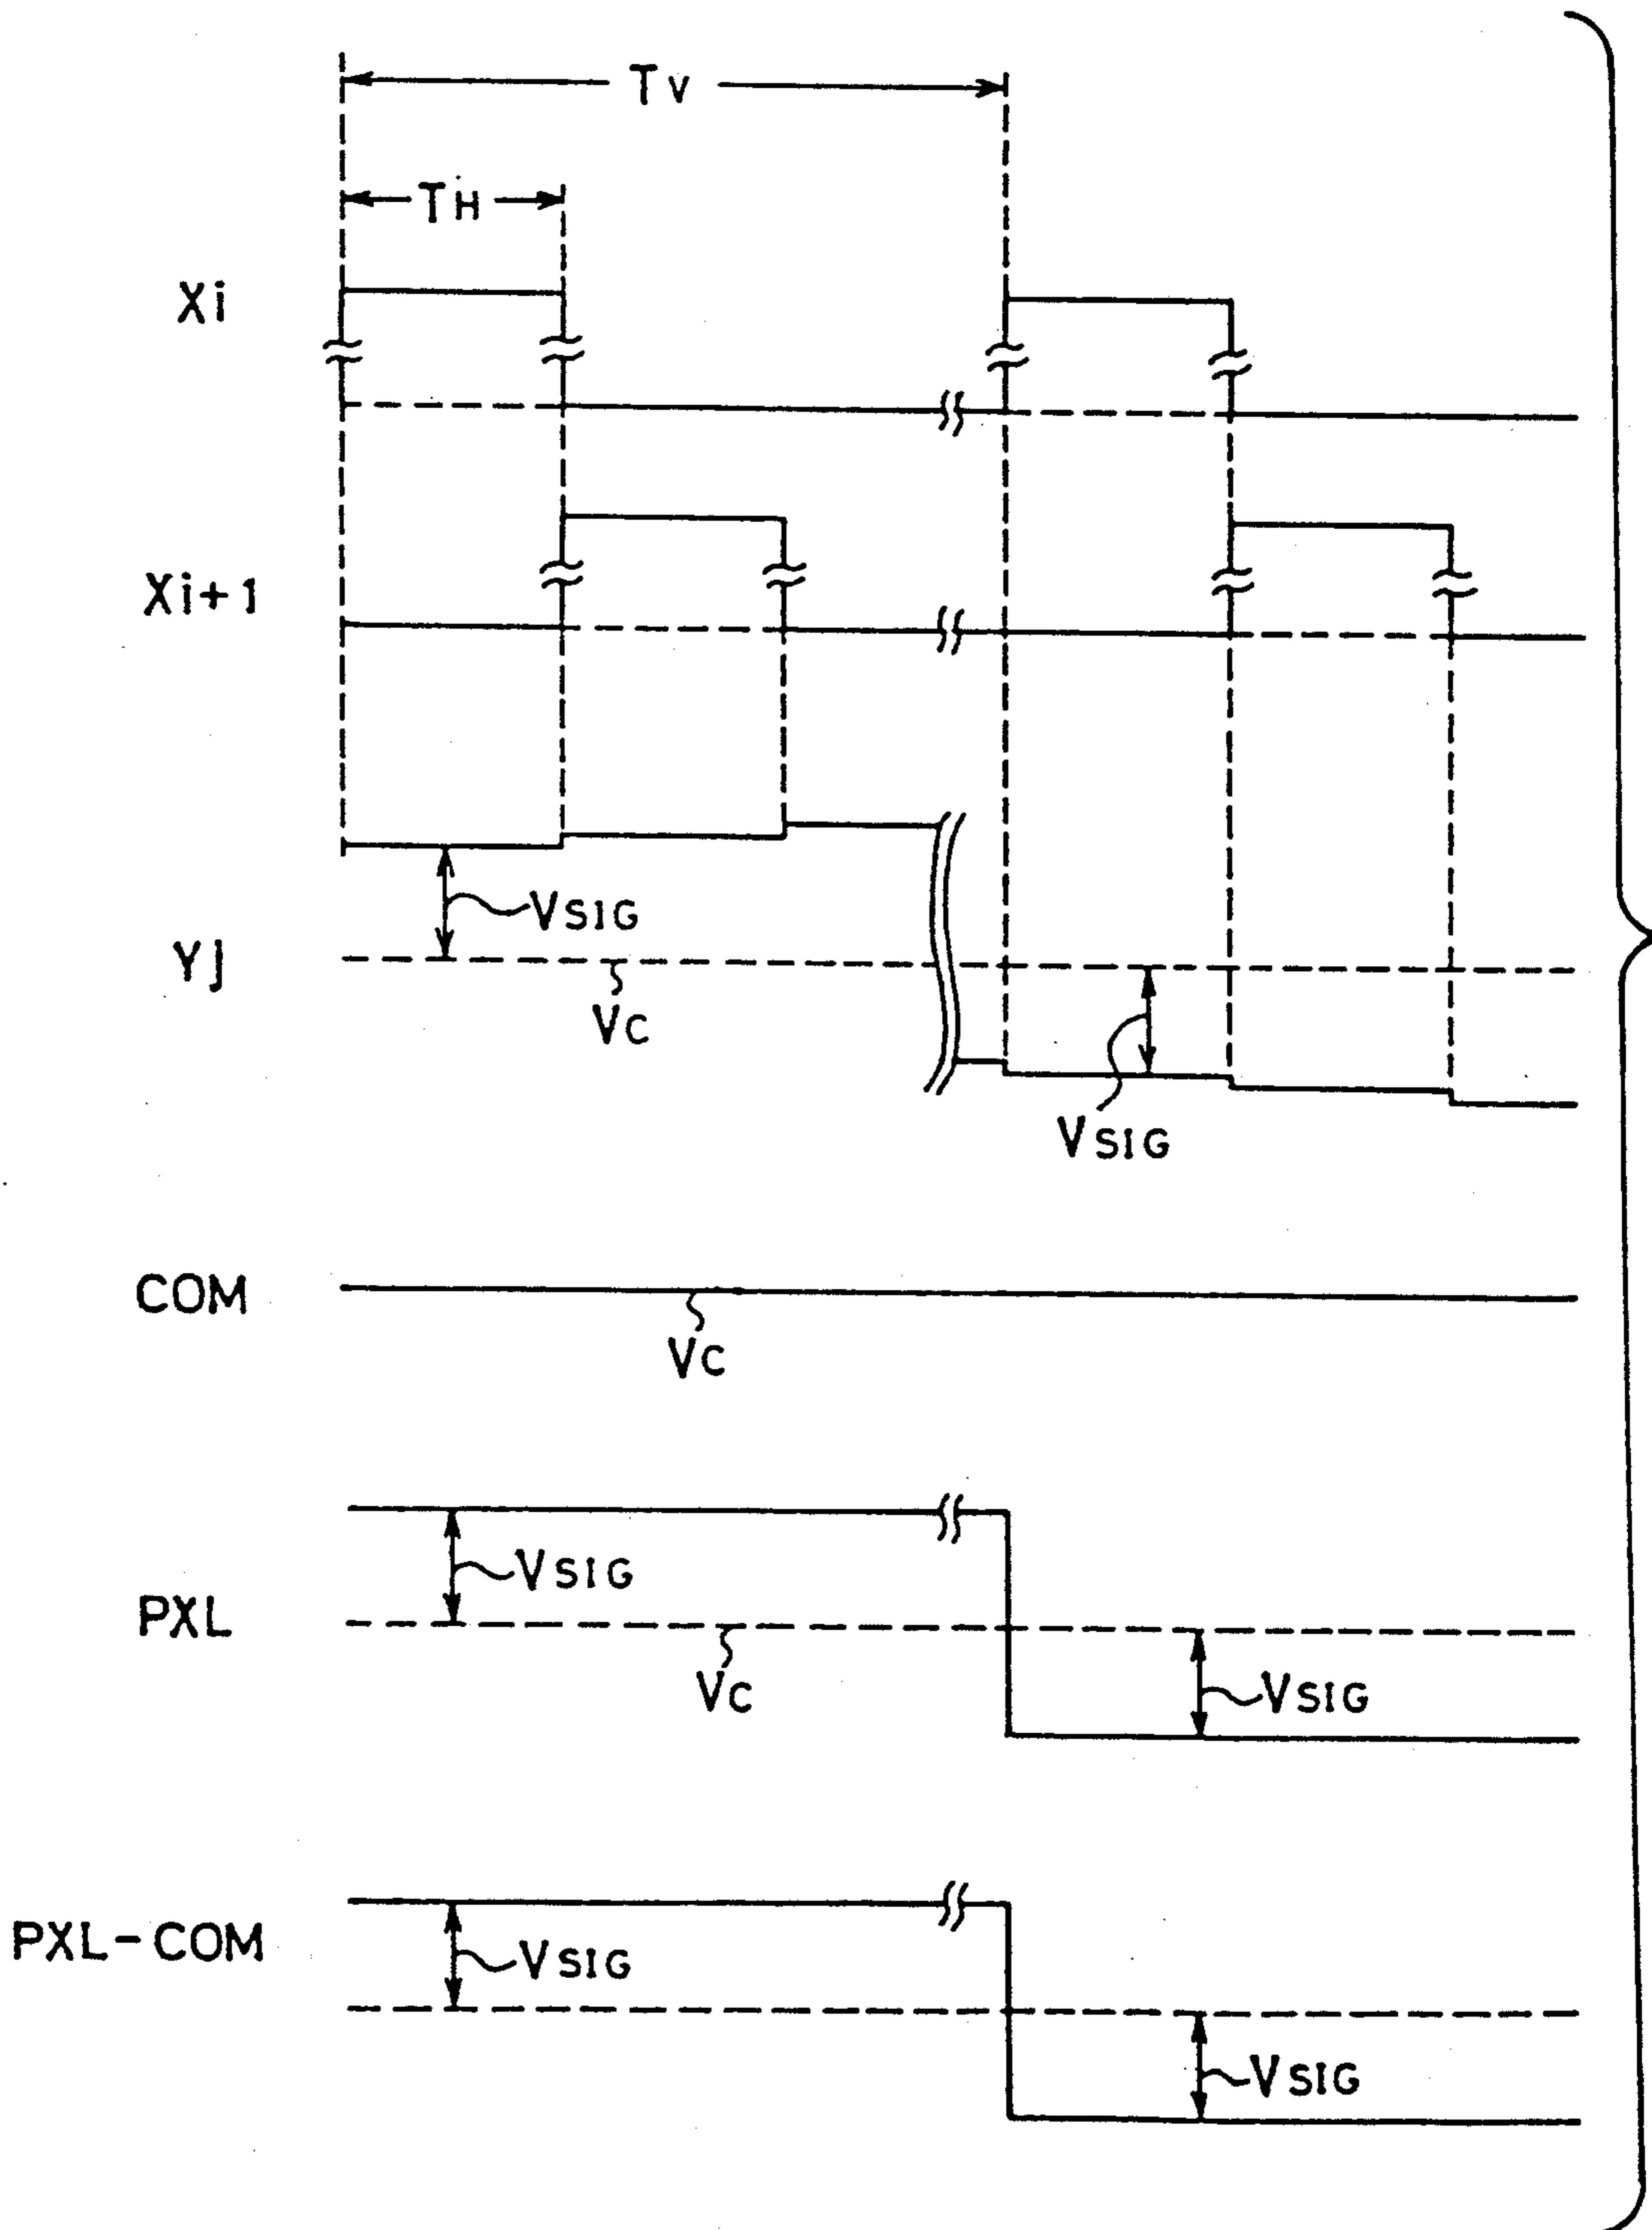 TV
TH
Xi
Xi+1
VSIG
Yj
VC
VSIG
COM
VC
VSIG
PXL
VC
VSIG
PXL-COM
VSIG
VSIG